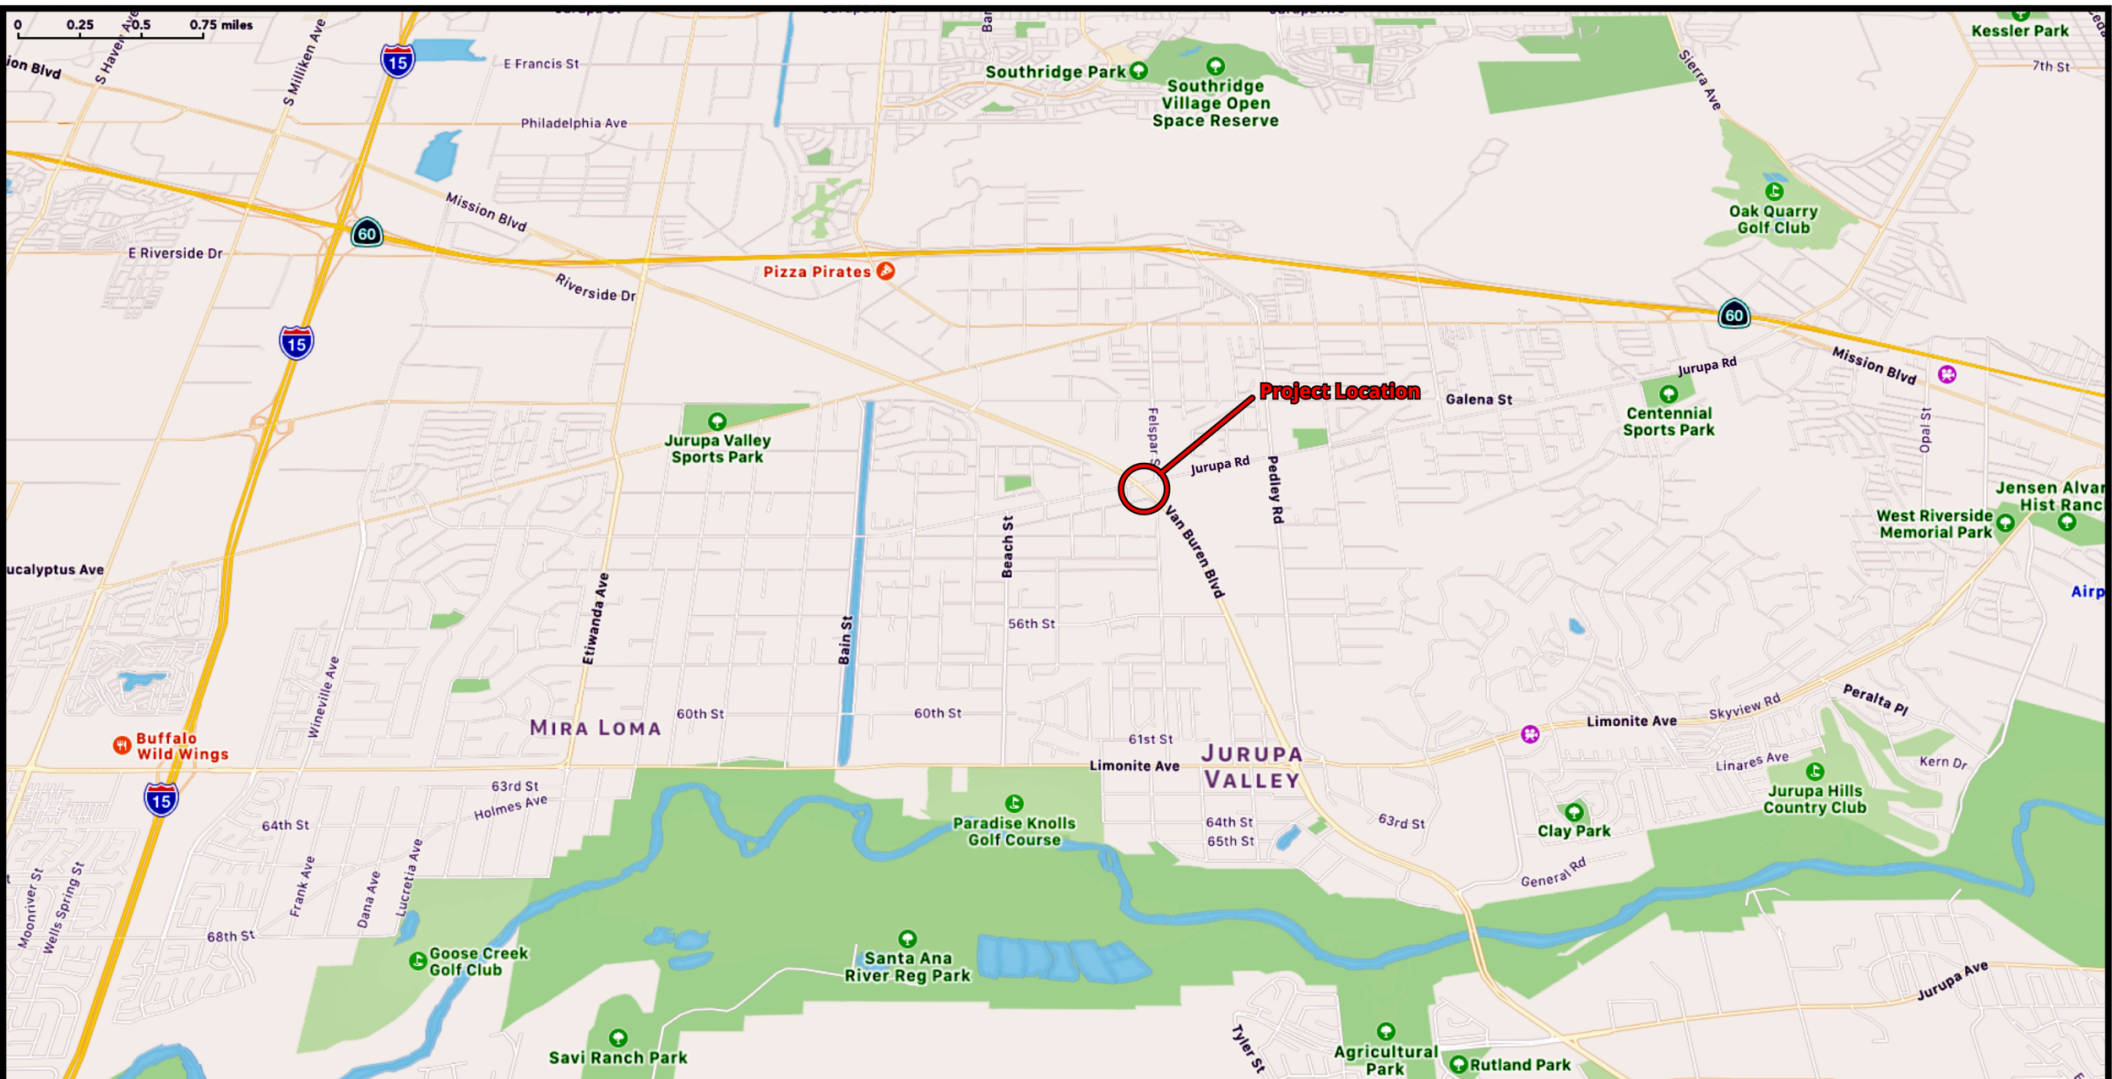 0 0.25 0.5 0.75 miles
S Haven Ave
S Milliken Ave
15
E Francis St
Southridge Park
Southridge
Village Open
Space Reserve
Sierra Ave
Kessler Park
7th St
ion Blvd
Philadelphia Ave
Mission Blvd
60
E Riverside Dr
Riverside Dr
Pizza Pirates
Oak Quarry
Golf Club
15
60
Mission Blvd
Jurupa Rd
Project Location
Galena St
Centennial
Sports Park
Opal St
Jurupa Valley
Sports Park
Felspar S
Jurupa Rd
Pedley Rd
Jensen Alvar
Hist Ranc
West Riverside
Memorial Park
Van Buren Blvd
Beach St
ucalyptus Ave
Airp
Etiwanda Ave
Bain St
56th St
Wineville Ave
60th St
60th St
Mira Loma
Buffalo
Wild Wings
61st St
Limonite Ave
Jurupa
Valley
Limonite Ave
Skyview Rd
Peralta Pl
Linares Ave
Kern Dr
15
63rd St
Holmes Ave
64th St
Paradise Knolls
Golf Course
64th St
65th St
63rd St
Clay Park
Jurupa Hills
Country Club
General Rd
Moonriver St
Wells Spring St
Frank Ave
Dana Ave
Lucretia Ave
68th St
Goose Creek
Golf Club
Santa Ana
River Reg Park
Jurupa Ave
Savi Ranch Park
Tyler St
Agricultural
Park
Rutland Park